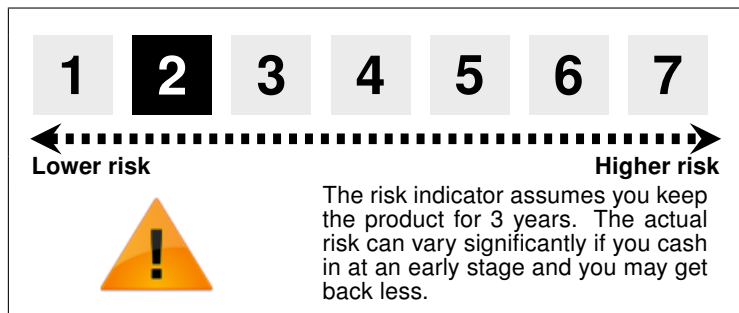 1 2 3 4 5 6 7
Lower risk Higher risk
The risk indicator assumes you keep
the product for 3 years. The actual
risk can vary significantly if you cash
in at an early stage and you may get
back less.